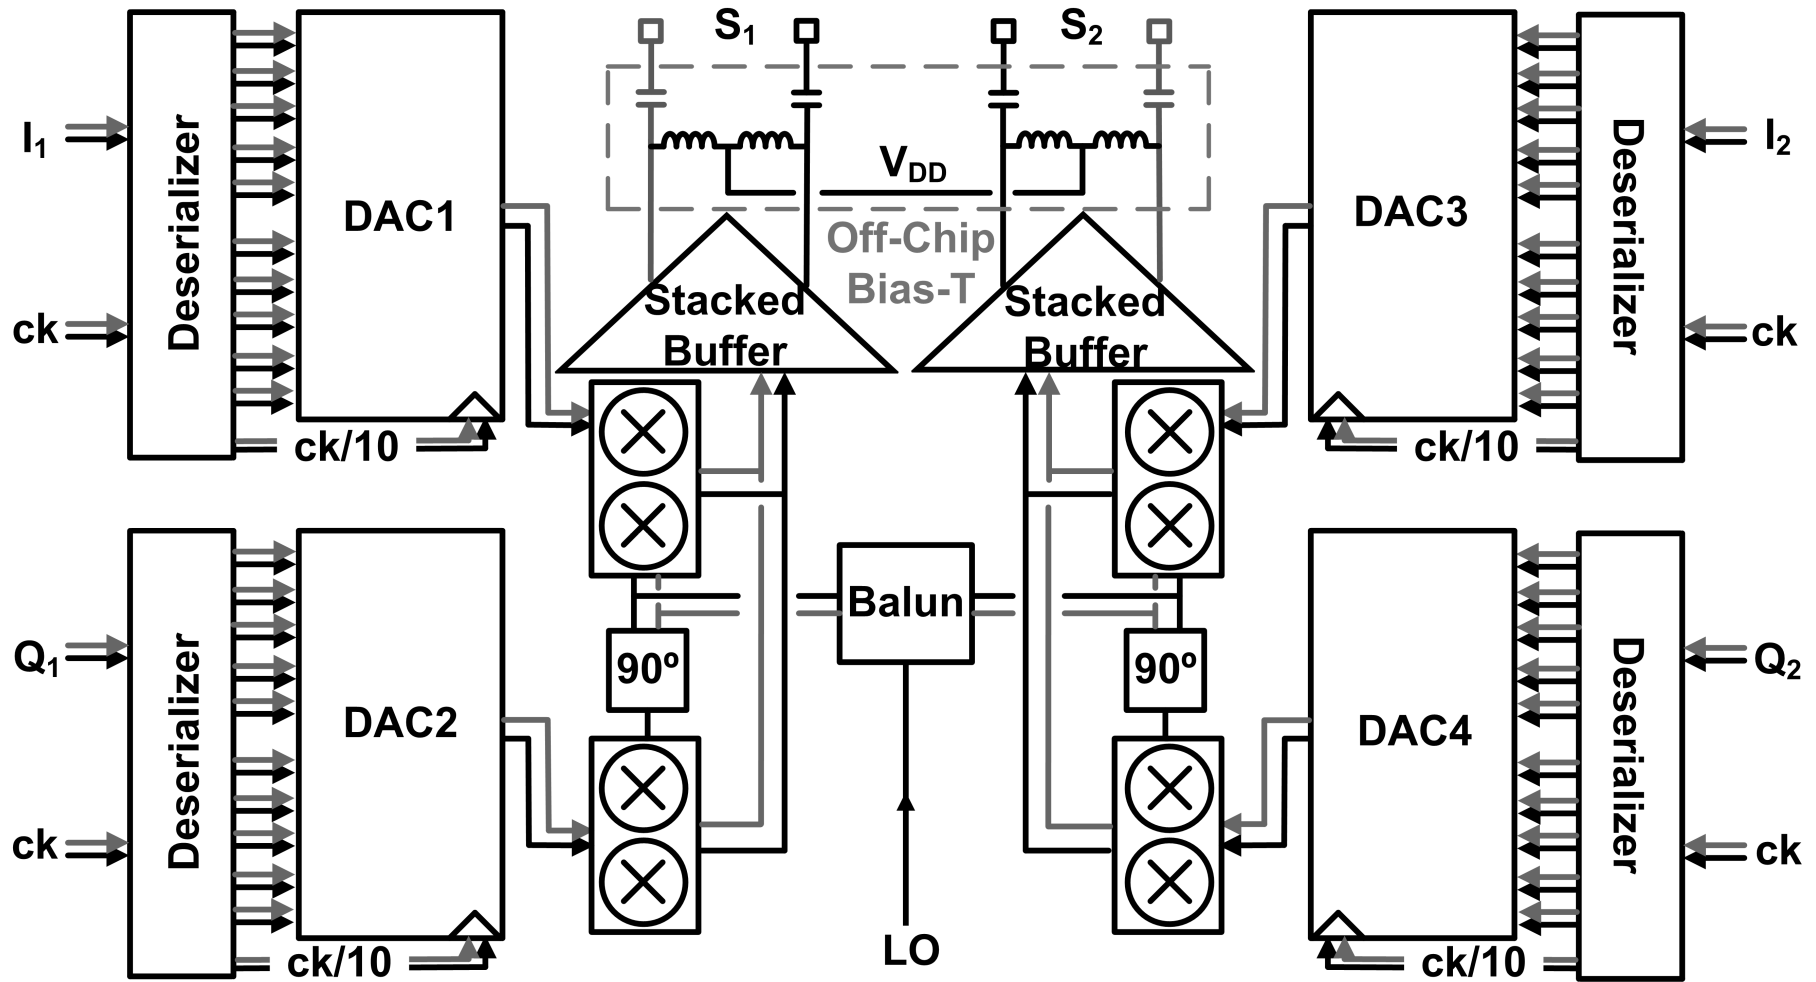 S1
S2
I1
Deserializer
DAC1
VDD
DAC3
Deserializer
I2
Off-Chip
Bias-T
ck
Stacked
Buffer
Stacked
Buffer
ck
ck/10
ck/10
Q1
Deserializer
DAC2
90º
Balun
90º
DAC4
Deserializer
Q2
ck
ck
ck/10
LO
ck/10